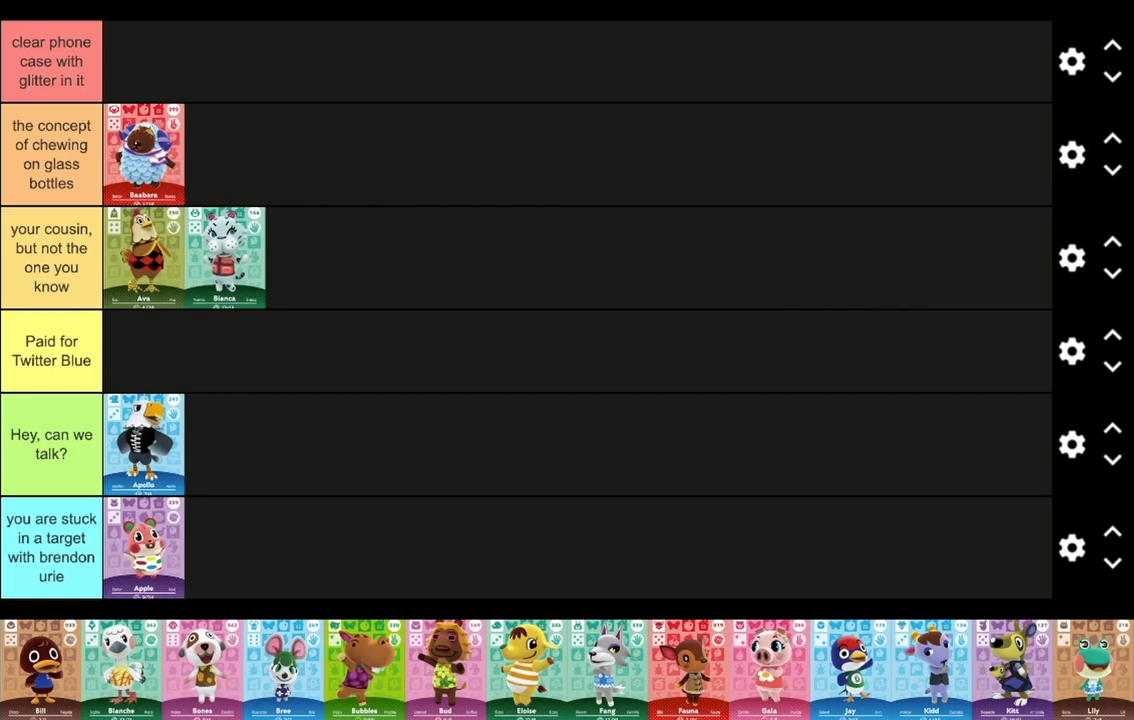 clear phone
case with
glitter in it
the concept
of chewing
on glass
bottles
Baabara
your cousin,
but not the
one you
know
Ava Bianca
Paid for
Twitter Blue
Hey, can we
talk?
Apollo
you are stuck
in a target
with brendon
urie
Apple
Bill Blanche Bones Bree Bubbles Bud Eloise Fang Fauna Gala Jay Kidd Kitt Lily